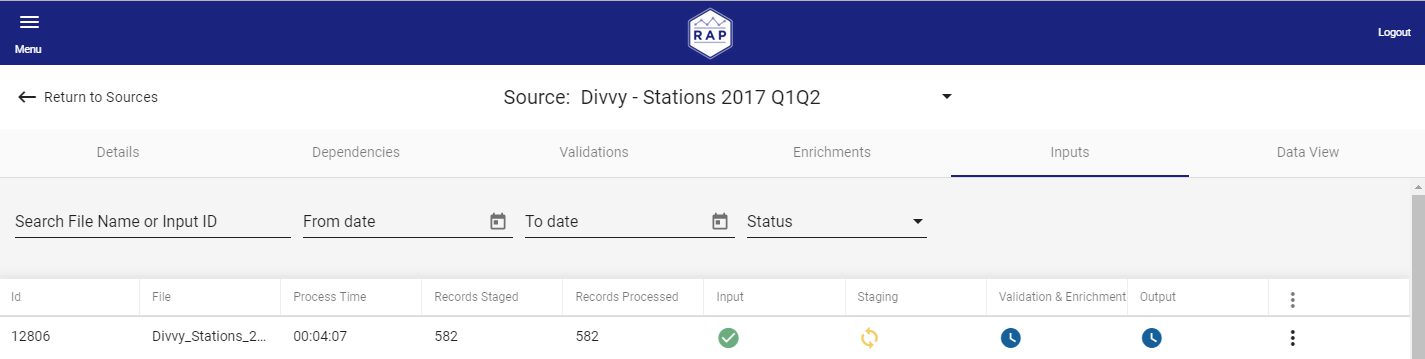 Menu
RAP
Logout
Return to Sources
Source: Divvy - Stations 2017 Q1Q2
Details Dependencies Validations Enrichments Inputs Data View
Search File Name or Input ID From date To date Status
Id File Process Time Records Staged Records Processed Input Staging Validation & Enrichment Output
12806 Divvy_Stations_2... 00:04:07 582 582